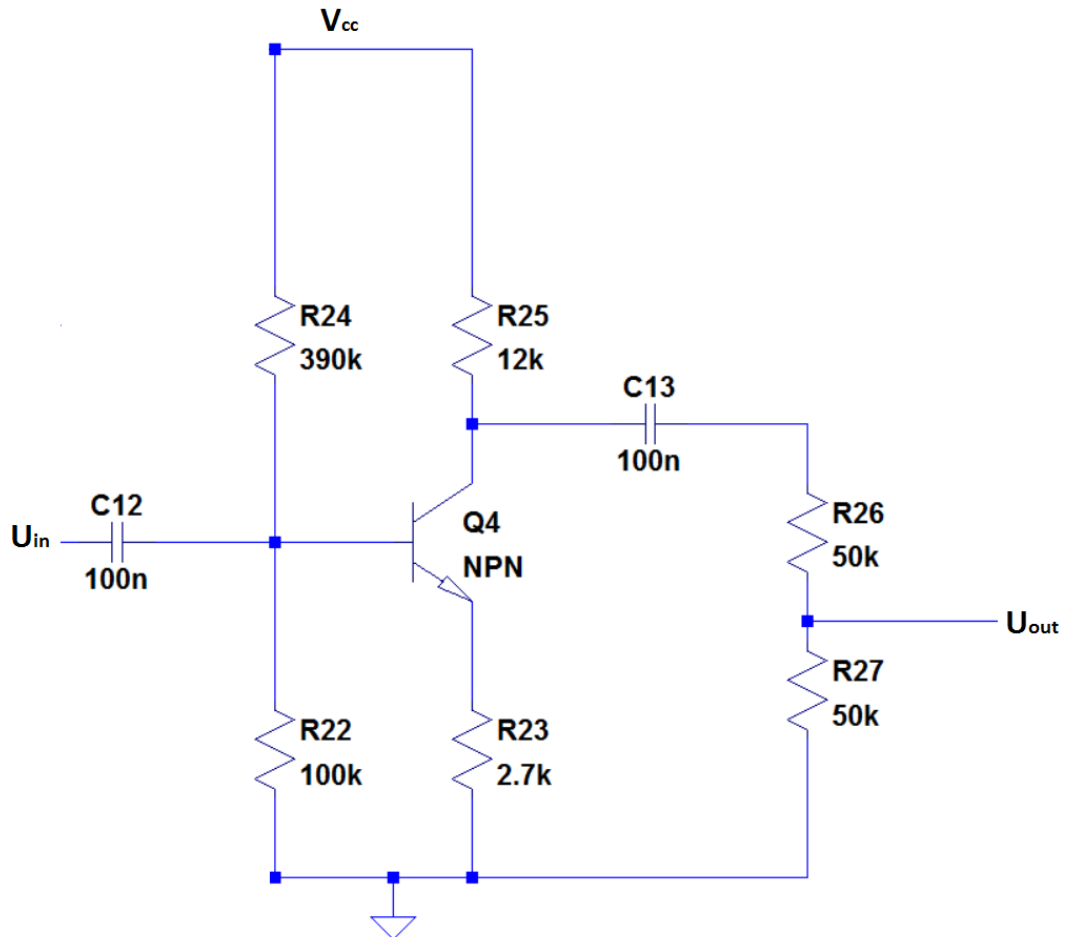 Vcc
R24
390k
R25
12k
C13
100n
C12
Uin
100n
Q4
NPN
R26
50k
Uout
R27
50k
R22
100k
R23
2.7k